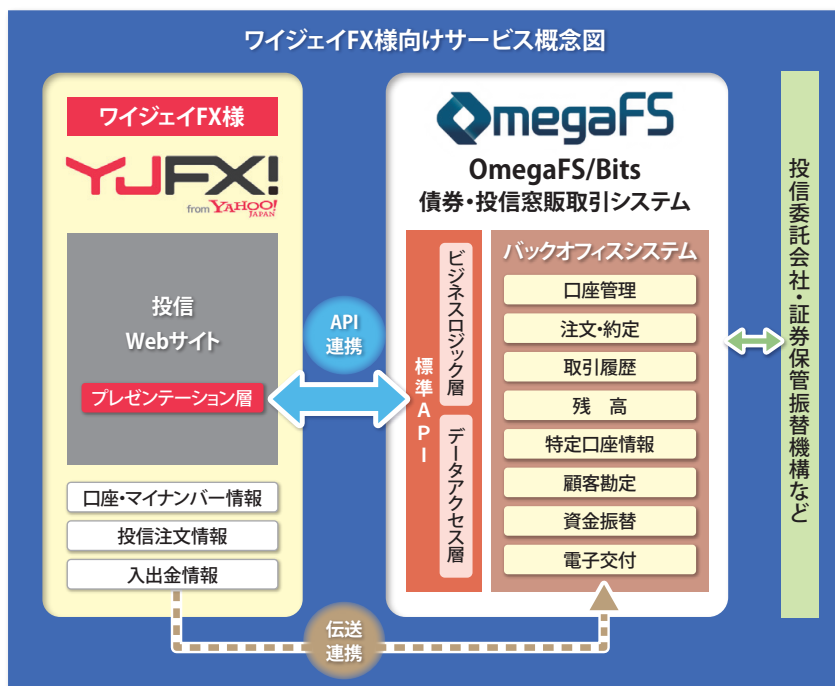 ワイジェイFX様向けサービス概念図
ワイジェイFX様
YJFX!
from YAHOO!
JAPAN
投信
Webサイト
プレゼンテーション層
口座・マイナンバー情報
投信注文情報
入出金情報
API
連携
伝送
連携
OmegaFS
OmegaFS/Bits
債券・投信窓販取引システム
標準API
ビジネスロジック層
データアクセス層
バックオフィスシステム
口座管理
注文・約定
取引履歴
残　高
特定口座情報
顧客勘定
資金振替
電子交付
投信委託会社・証券保管振替機構など